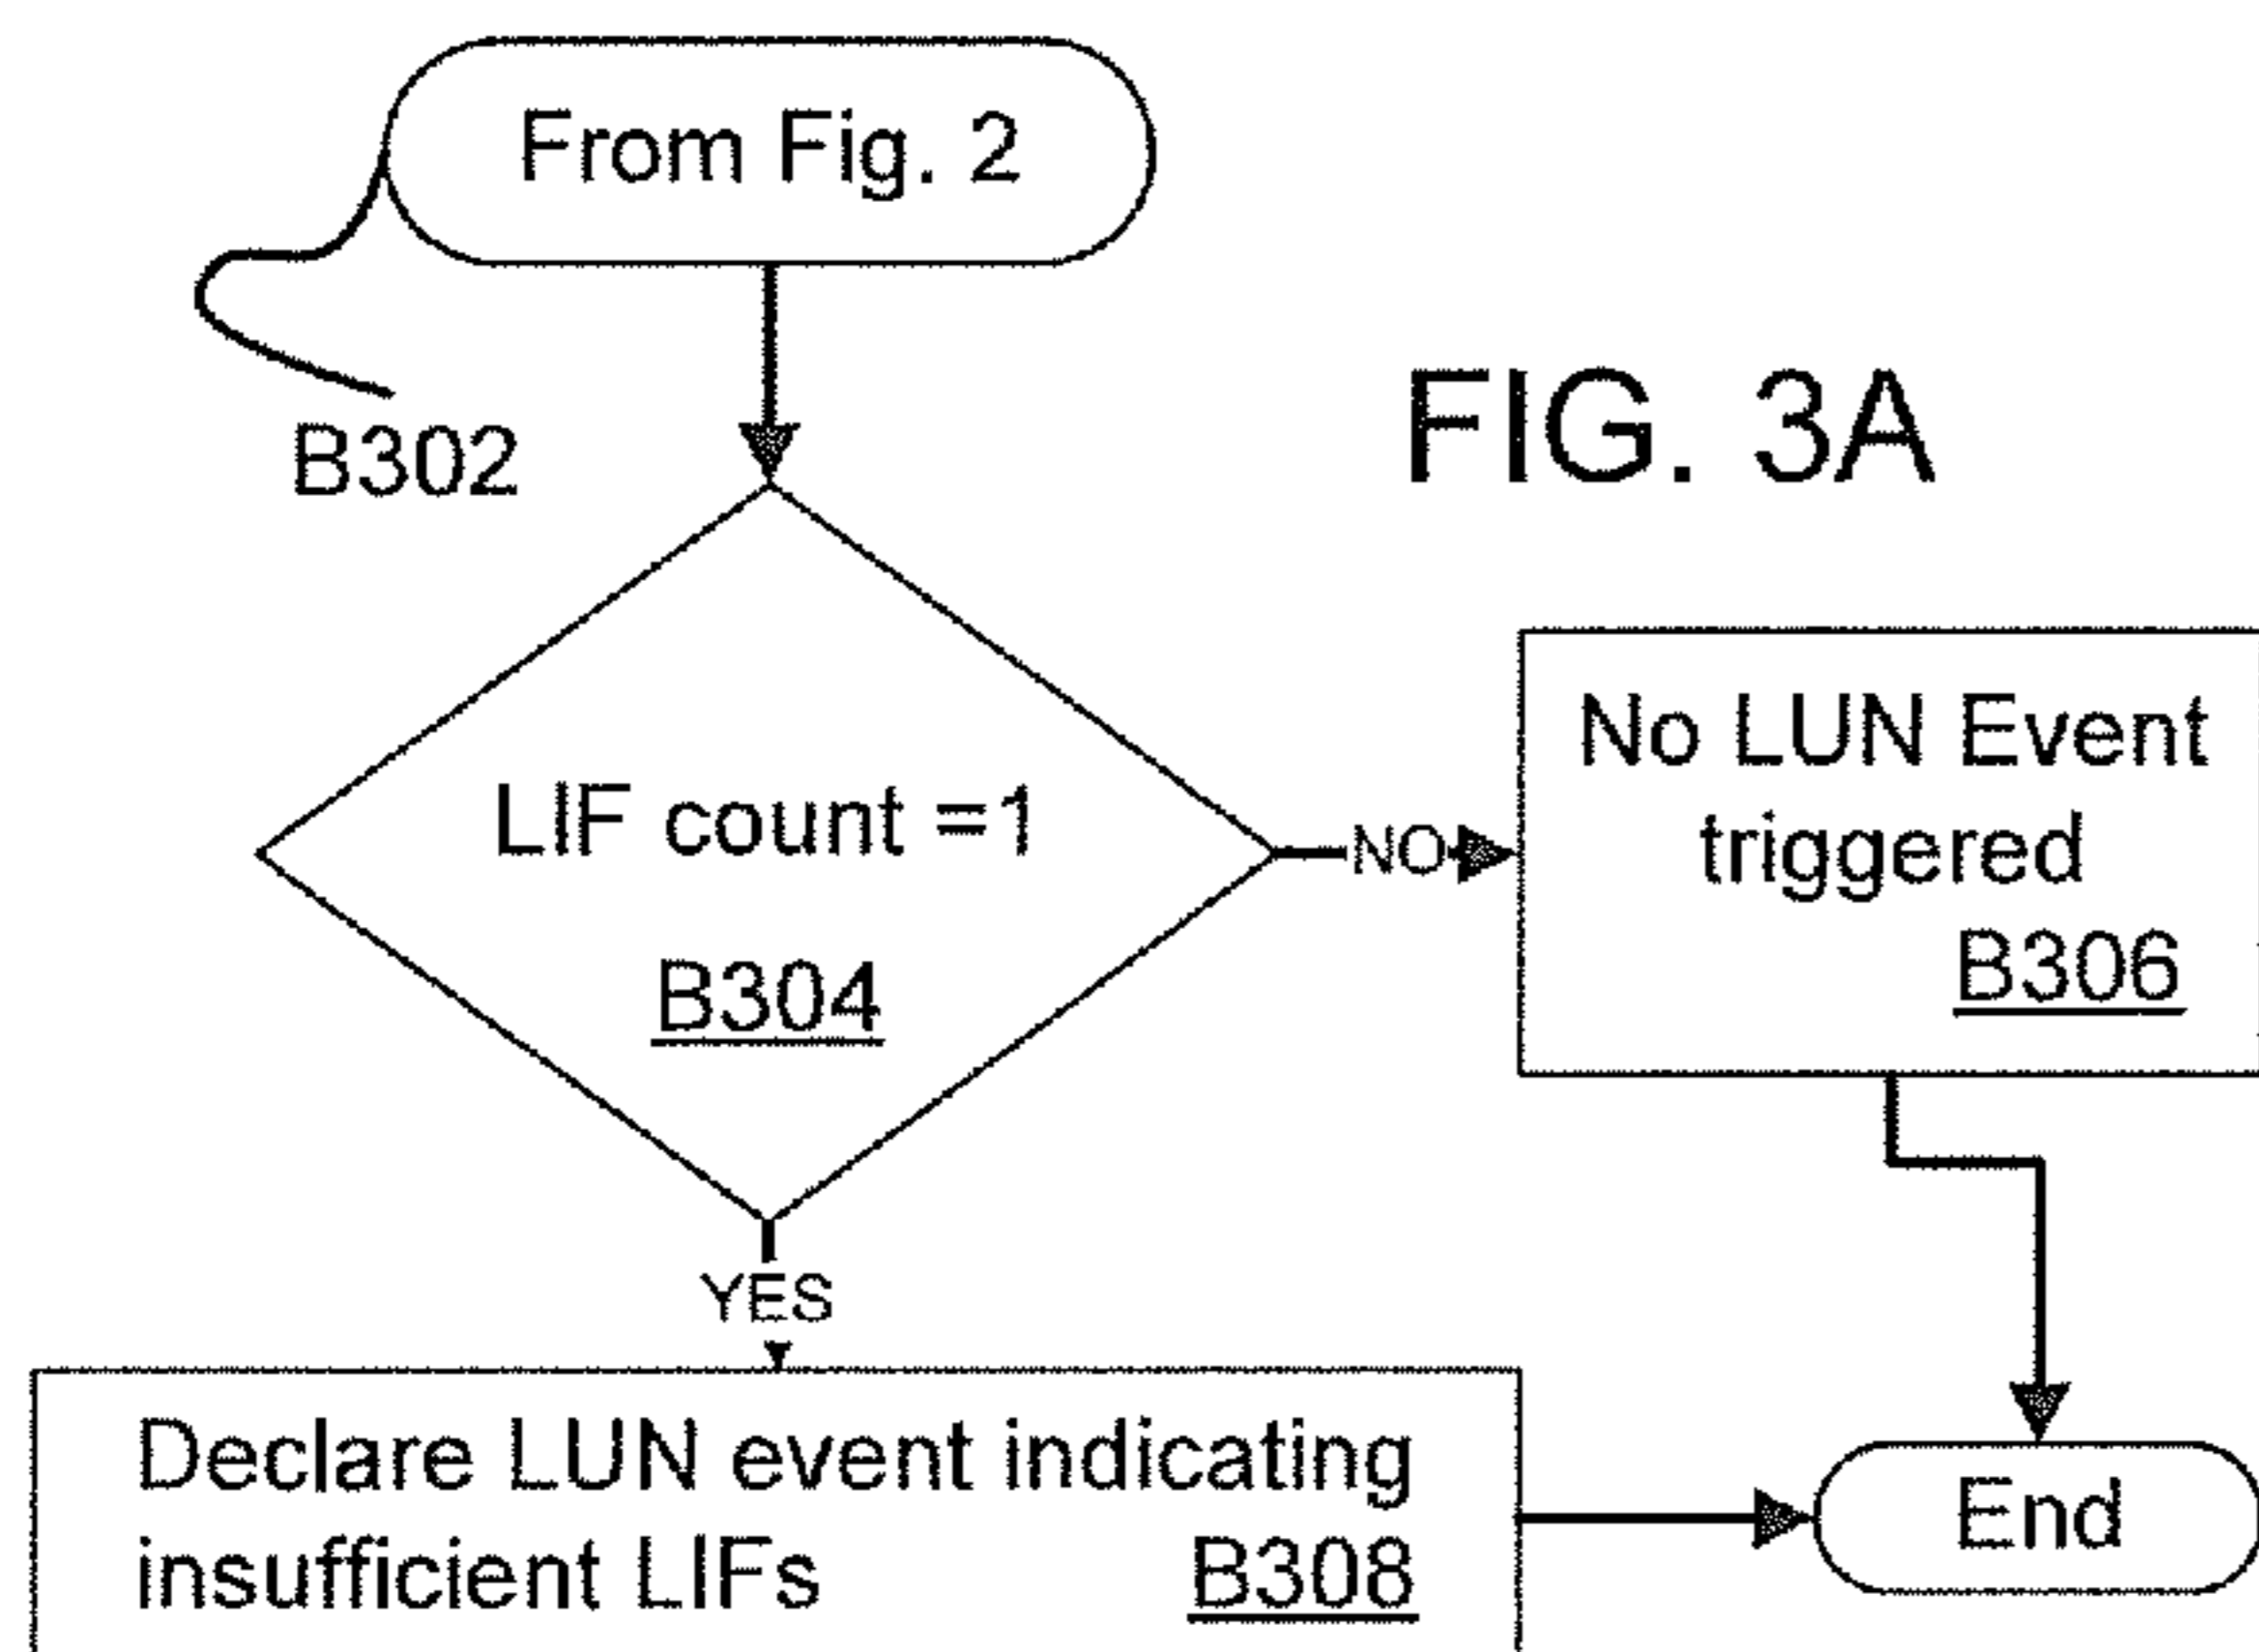 From Fig. 2
B302
FIG. 3A
LIF count =1
B304
NO
No LUN Event
triggered
B306
YES
Declare LUN event indicating
insufficient LIFs B308
End